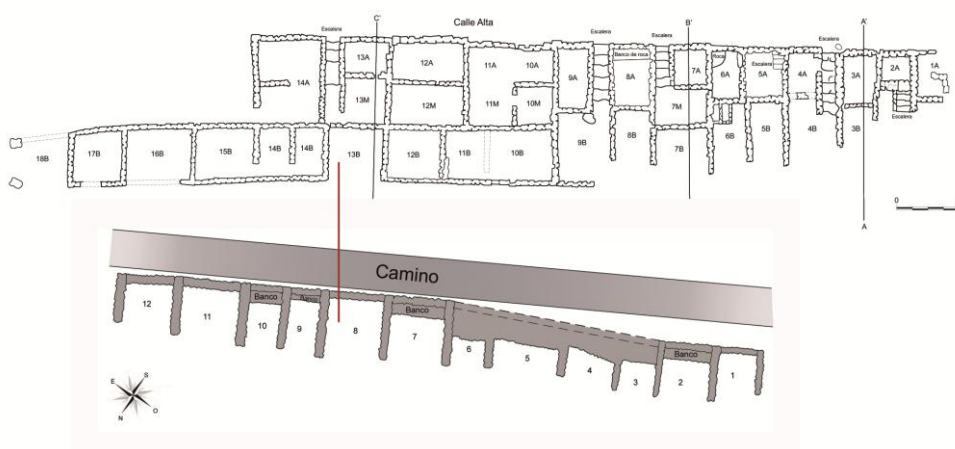 C'
Calle Alta
B'
A'
Escalera
Escalera
Escalera
Escalera
14A
13A
12A
11A
10A
9A
Banco de roca
8A
7A
Roca
6A
Escalera
5A
4A
3A
2A
1A
13M
12M
11M
10M
7M
Escalera
18B
17B
16B
15B
14B
14B
13B
12B
11B
10B
9B
8B
7B
6B
5B
4B
3B
0
A
Camino
12
11
Banco
10
Banco
9
8
Banco
7
6
5
4
3
Banco
2
1
E
S
N
O